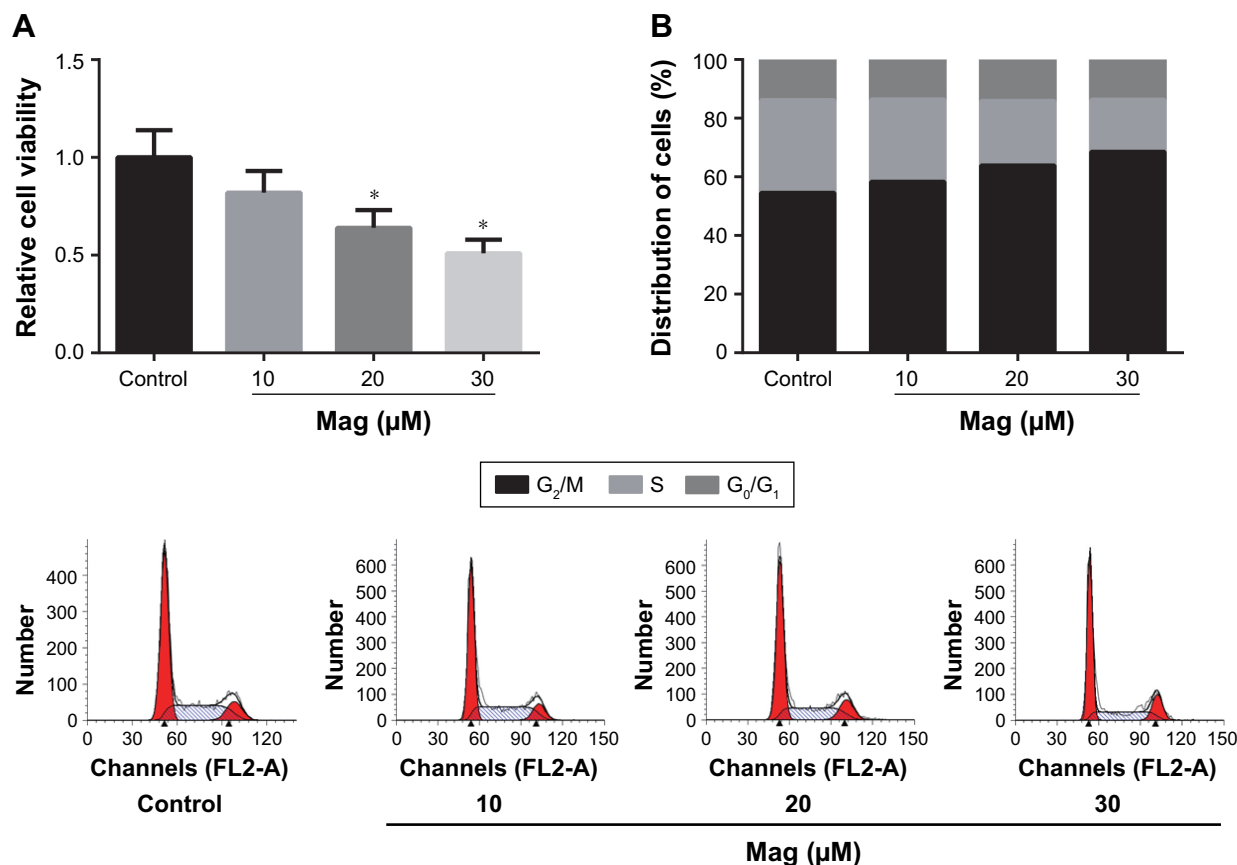 A
Relative cell viability
1.5
1.0
0.5
0.0
*
*
Control 10 20 30
Mag (µM)
B
Distribution of cells (%)
100
80
60
40
20
0
Control 10 20 30
Mag (µM)
G₂/M S G₀/G₁
Number
400
300
200
100
0
0 30 60 90 120
Channels (FL2-A)
Control
Number
600
500
400
300
200
100
0
0 30 60 90 120 150
Channels (FL2-A)
10
Number
600
500
400
300
200
100
0
0 30 60 90 120 150
Channels (FL2-A)
20
Number
600
500
400
300
200
100
0
0 30 60 90 120 150
Channels (FL2-A)
30
Mag (µM)